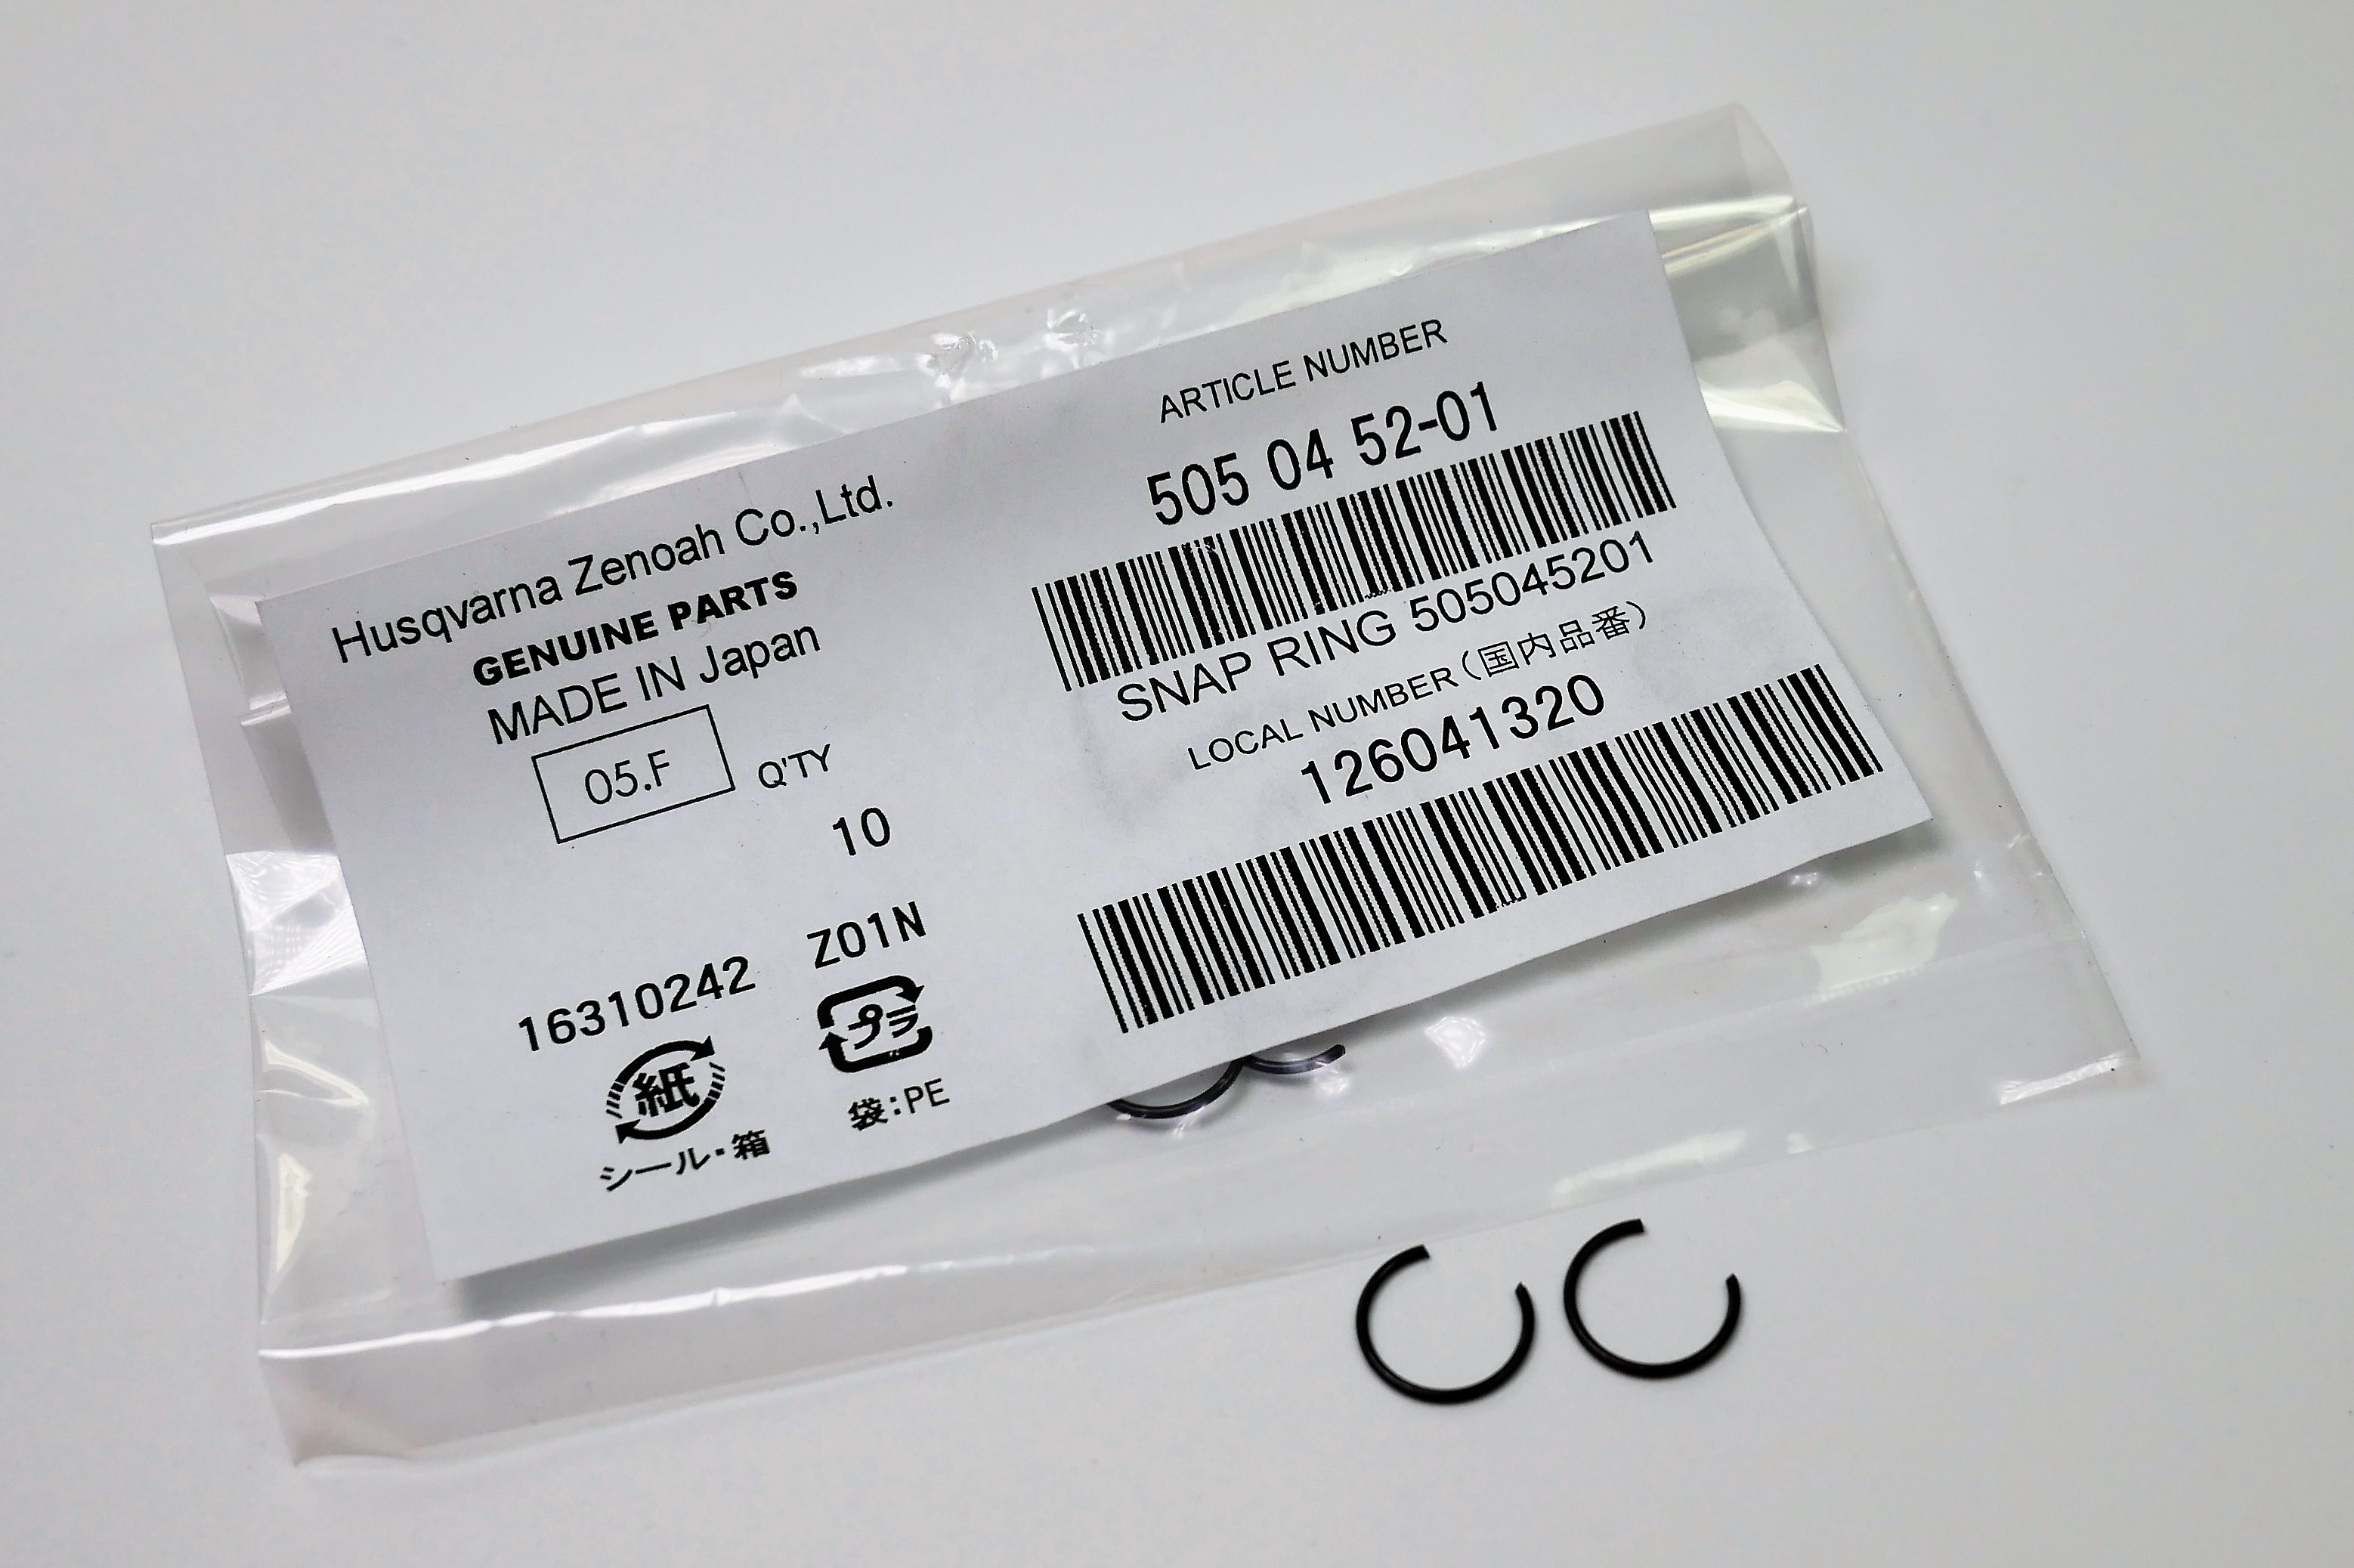 Husqvarna Zenoah Co.,Ltd.
GENUINE PARTS
MADE IN Japan
05.F
Q'TY
10
16310242
Z01N
紙
シール・箱
プラ
袋:PE
ARTICLE NUMBER
505 04 52-01
SNAP RING 505045201
LOCAL NUMBER(国内品番)
126041320